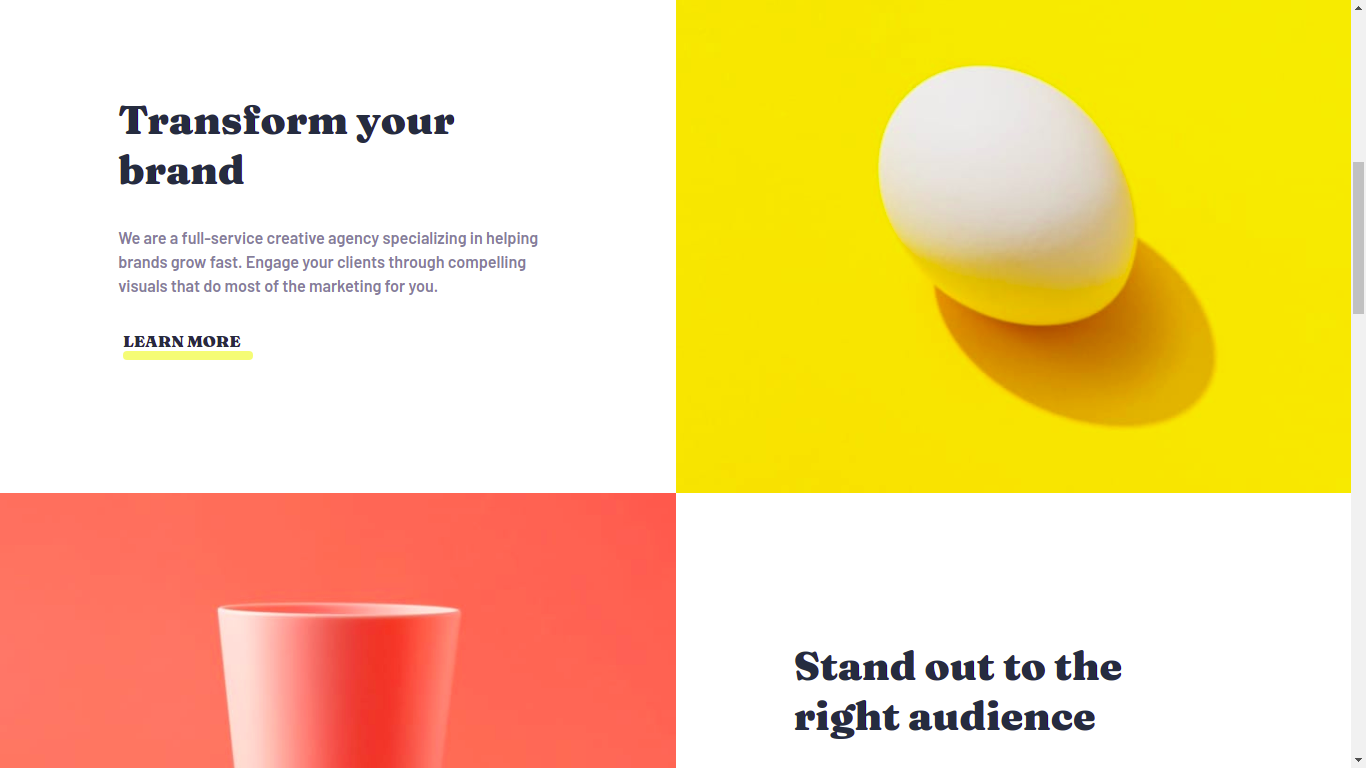 Transform your
brand
We are a full-service creative agency specializing in helping
brands grow fast. Engage your clients through compelling
visuals that do most of the marketing for you.
LEARN MORE
Stand out to the
right audience